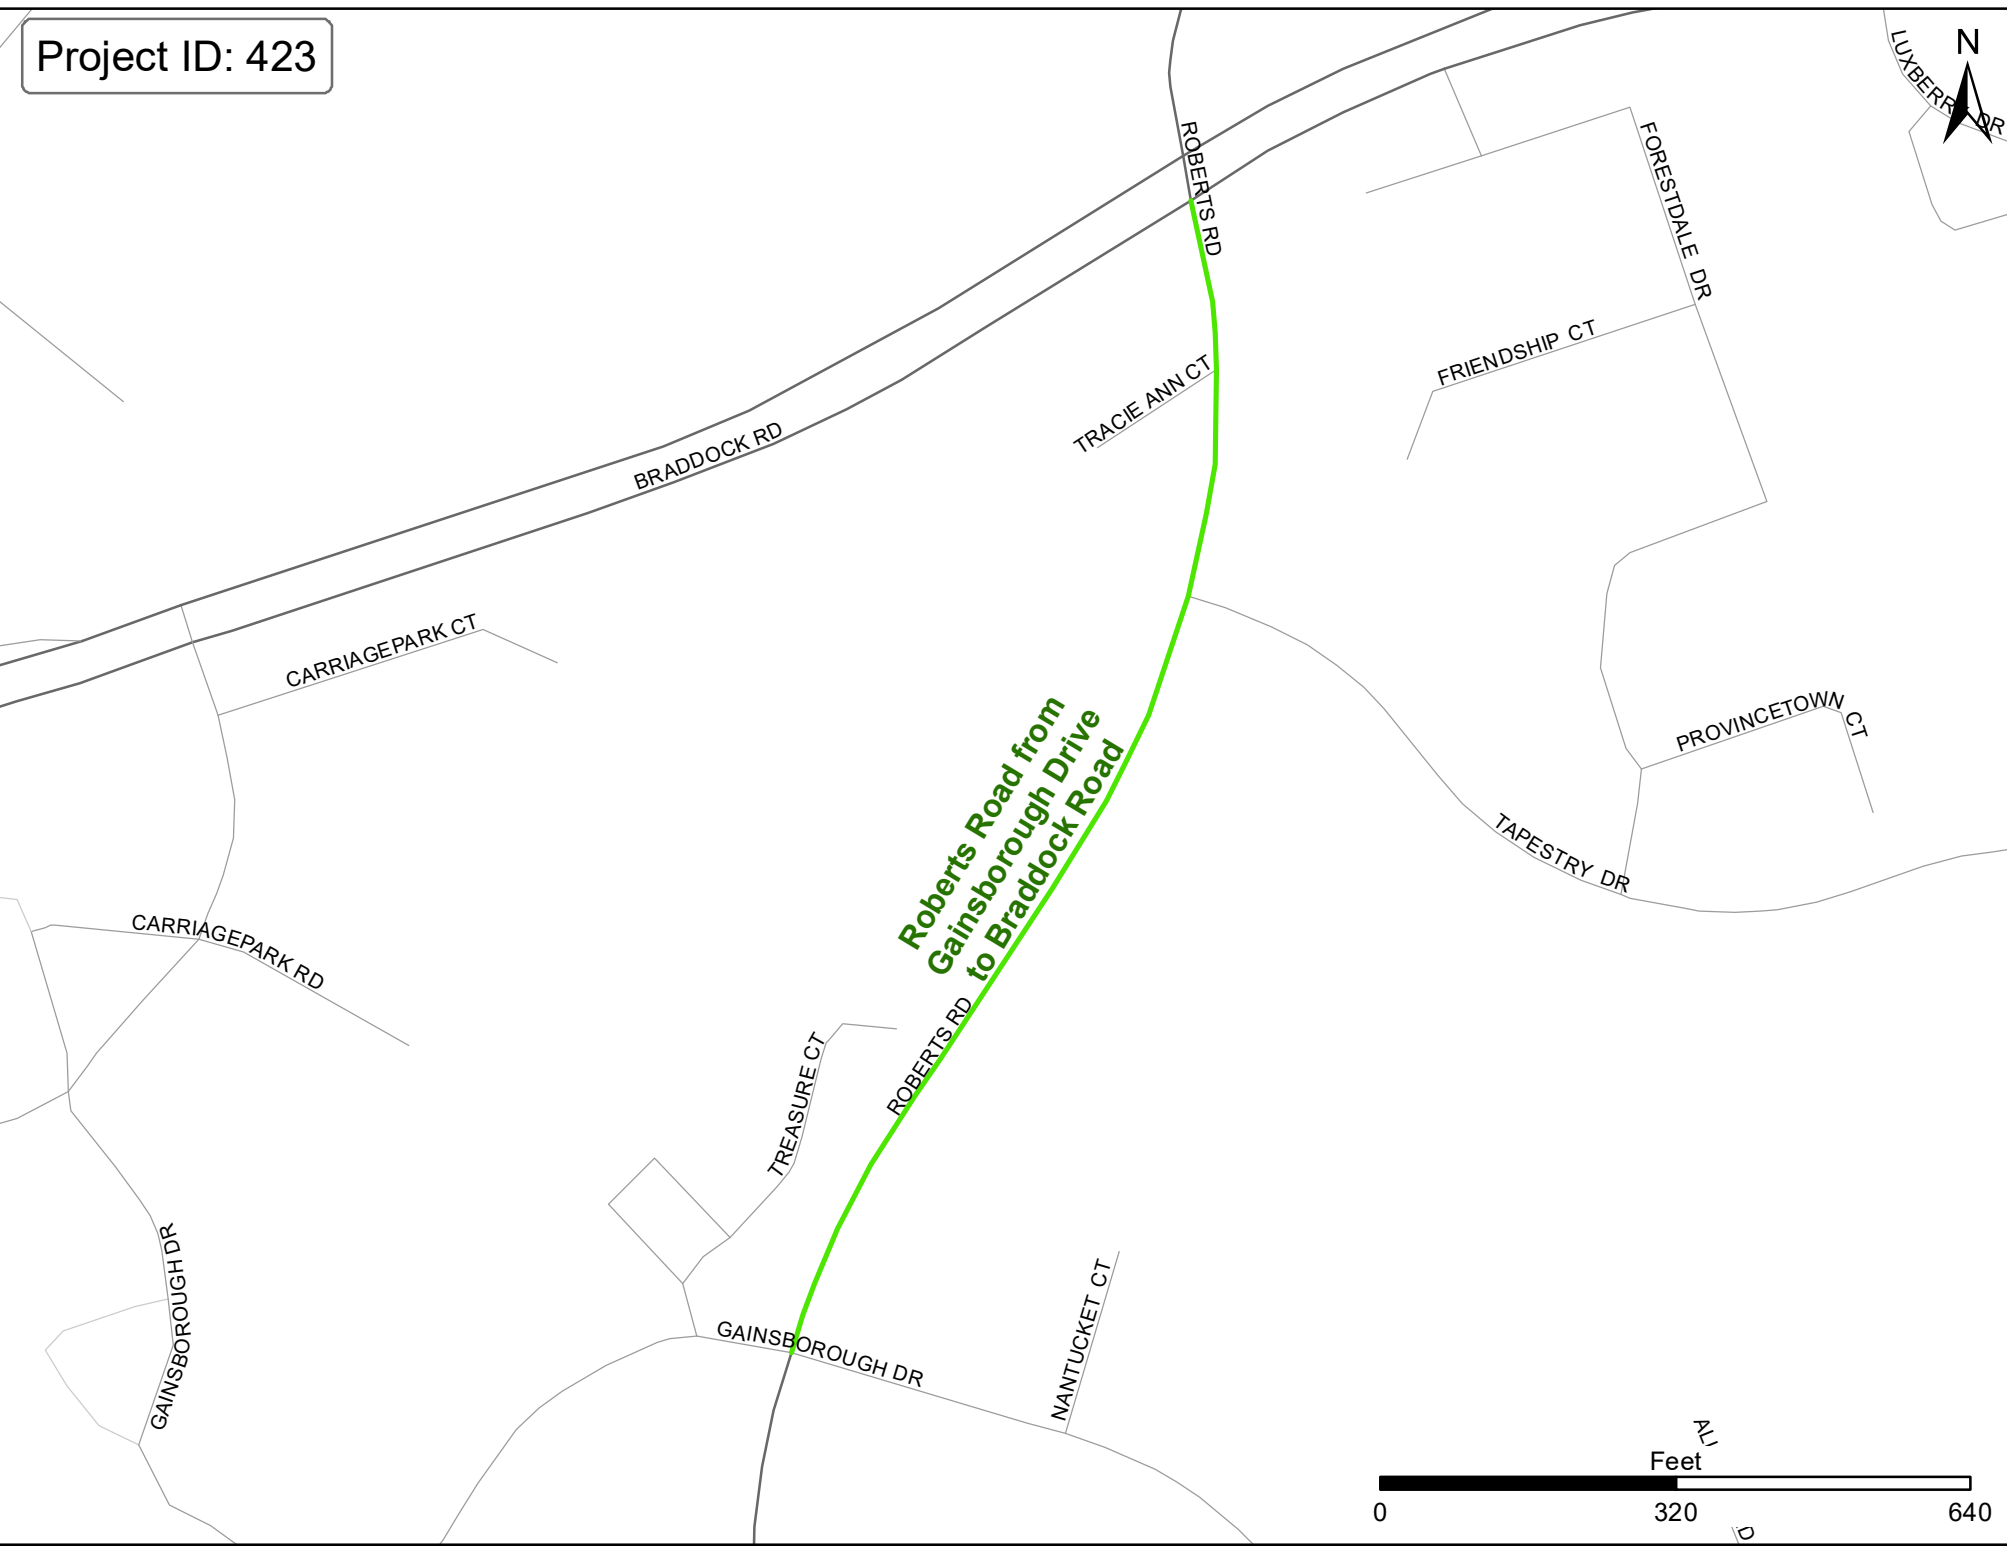 Project ID: 423
N
LUXBERRY DR
ROBERTS RD
FORESTDALE DR
FRIENDSHIP CT
TRACIE ANN CT
BRADDOCK RD
CARRIAGEPARK CT
PROVINCETOWN CT
Roberts Road from
Gainsborough Drive
to Braddock Road
TAPESTRY DR
CARRIAGEPARK RD
ROBERTS RD
TREASURE CT
GAINSBOROUGH DR
NANTUCKET CT
GAINSBOROUGH DR
Feet
0 320 640